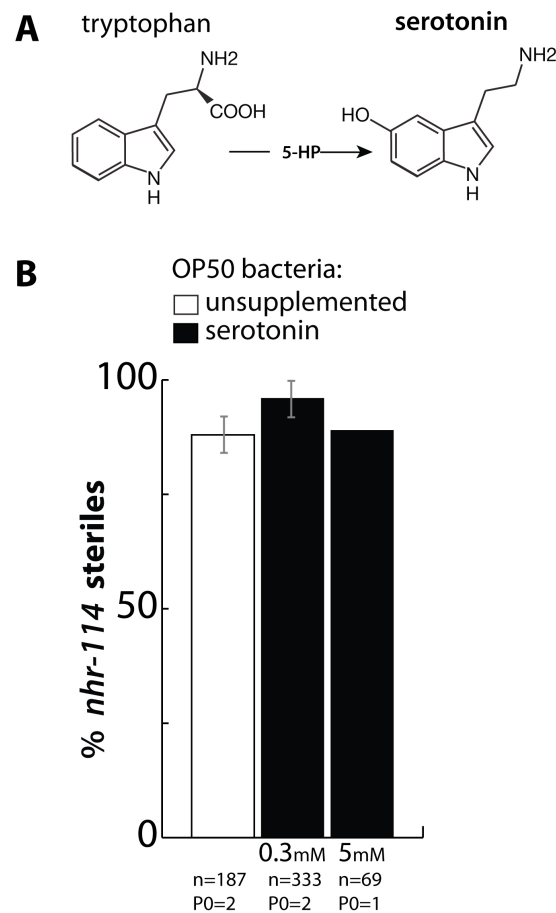 A
tryptophan
serotonin
NH2
COOH
N
H
5-HP
NH2
HO
N
H
B
OP50 bacteria:
unsupplemented
serotonin
100
50
0
% nhr-114 steriles
0.3mM 5mM
n=187 n=333 n=69
P0=2 P0=2 P0=1